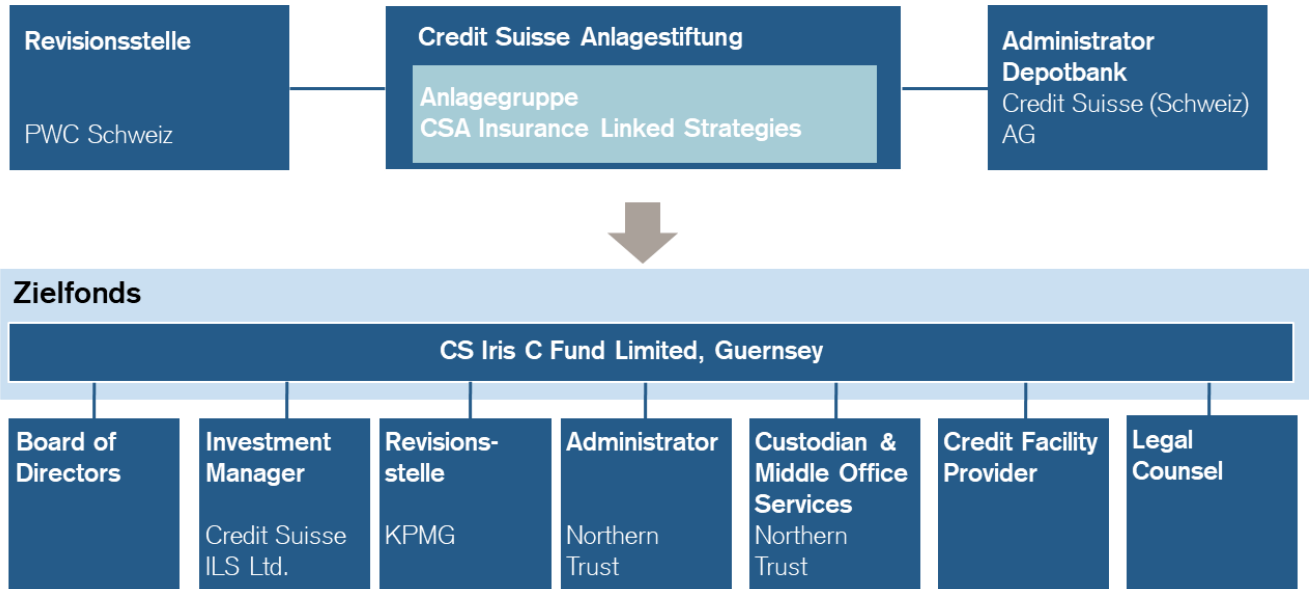 Revisionsstelle
PWC Schweiz
Credit Suisse Anlagestiftung
Anlagegruppe
CSA Insurance Linked Strategies
Administrator
Depotbank
Credit Suisse (Schweiz)
AG
Zielfonds
CS Iris C Fund Limited, Guernsey
Board of
Directors
Investment
Manager
Credit Suisse
ILS Ltd.
Revisions-
stelle
KPMG
Administrator
Northern
Trust
Custodian &
Middle Office
Services
Northern
Trust
Credit Facility
Provider
Legal
Counsel